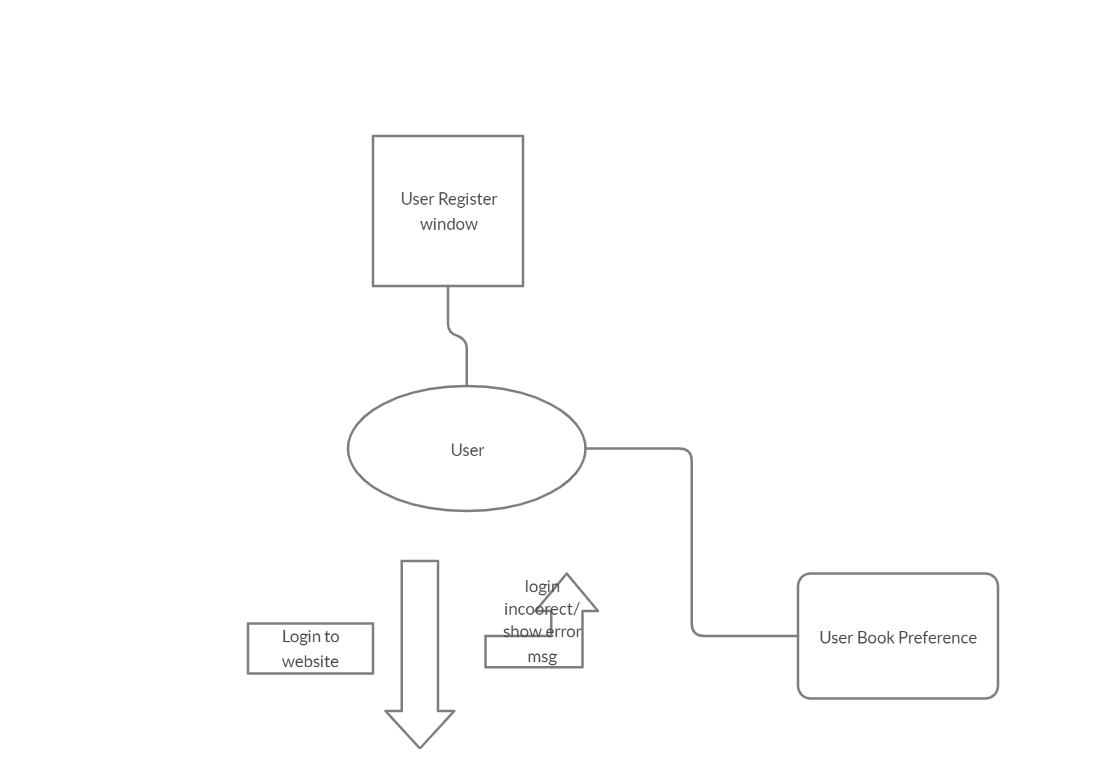 User Register
window
User
login
incoorect/
show error
msg
Login to
website
User Book Preference